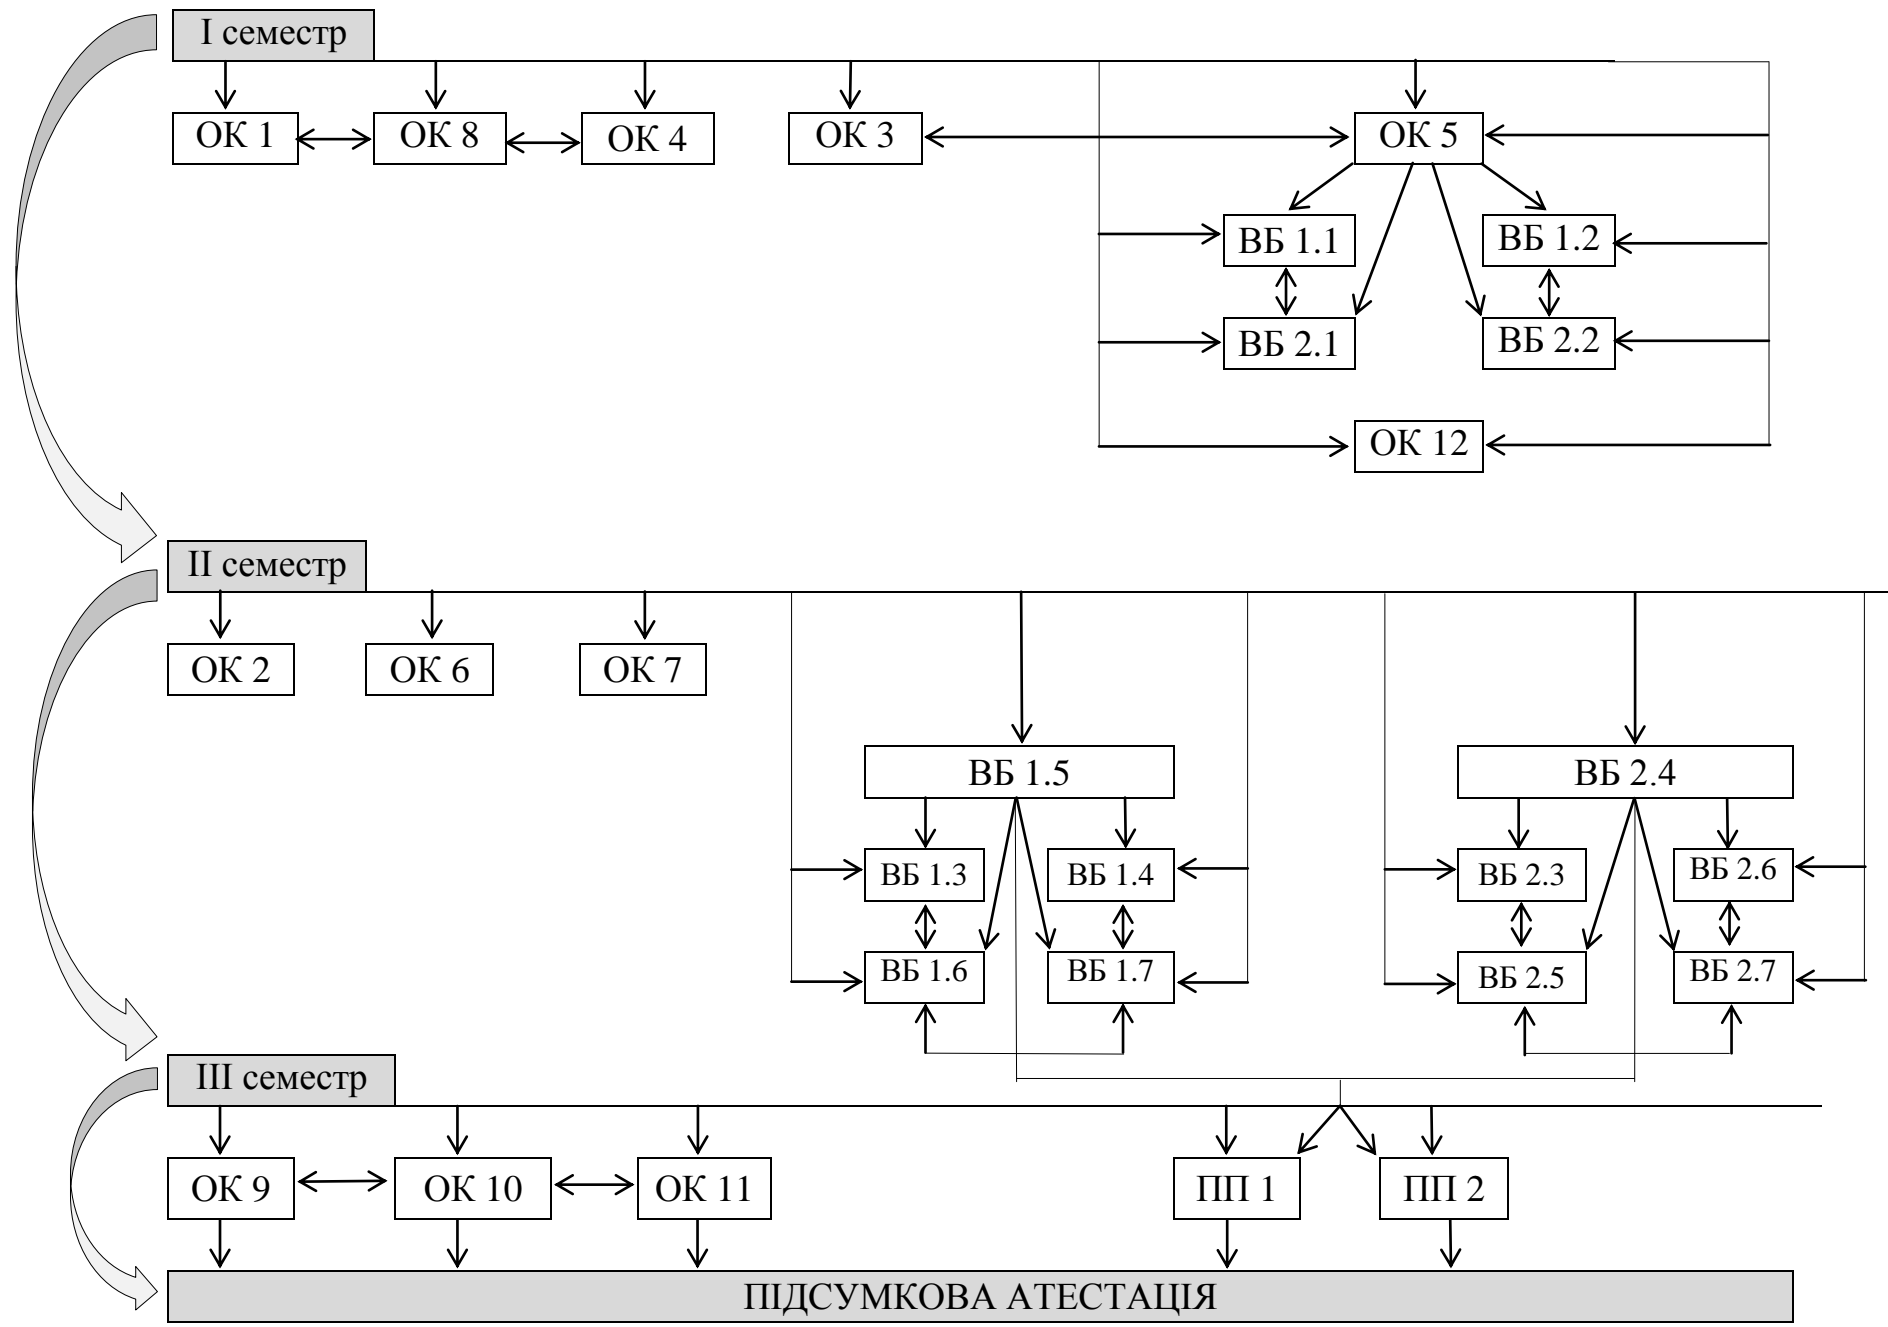 І семестр
ОК 1
ОК 8
ОК 4
ОК 3
ОК 5
ВБ 1.1
ВБ 1.2
ВБ 2.1
ВБ 2.2
ОК 12
ІІ семестр
ОК 2
ОК 6
ОК 7
ВБ 1.5
ВБ 2.4
ВБ 1.3
ВБ 1.4
ВБ 2.3
ВБ 2.6
ВБ 1.6
ВБ 1.7
ВБ 2.5
ВБ 2.7
ІІІ семестр
ОК 9
ОК 10
ОК 11
ПП 1
ПП 2
ПІДСУМКОВА АТЕСТАЦІЯ